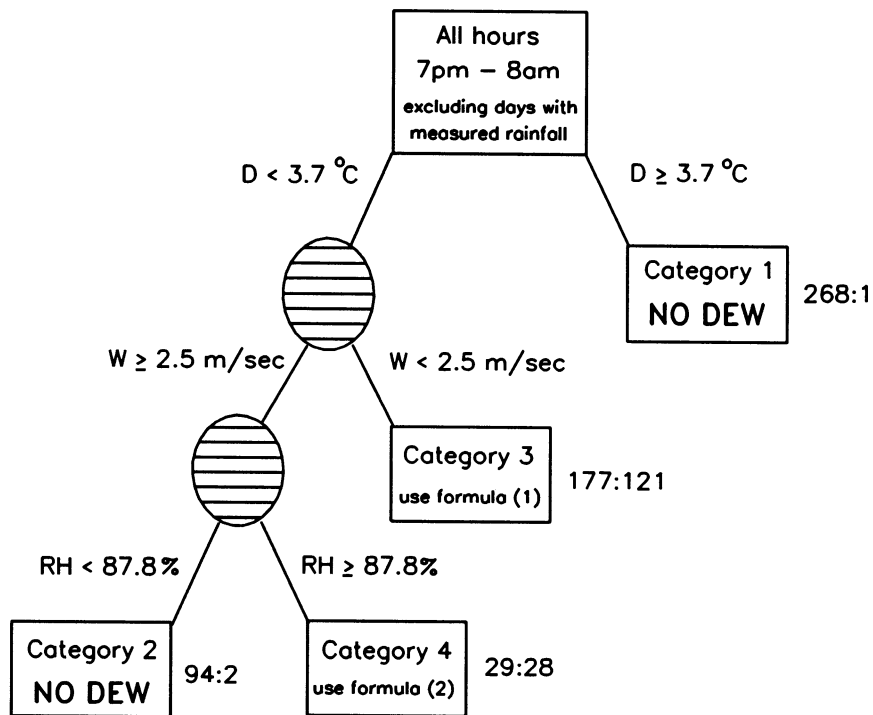 All hours
7pm – 8am
excluding days with
measured rainfall
D < 3.7 °C
D ≥ 3.7 °C
Category 1
NO DEW
268:1
W ≥ 2.5 m/sec
W < 2.5 m/sec
Category 3
use formula (1)
177:121
RH < 87.8%
RH ≥ 87.8%
Category 2
NO DEW
94:2
Category 4
use formula (2)
29:28